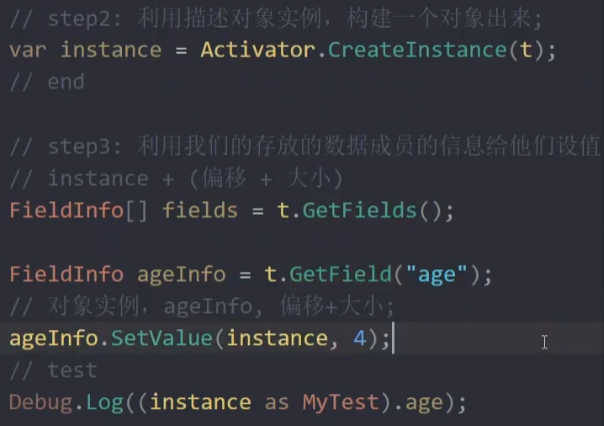 // step2: 利用描述对象实例，构建一个对象出来;
var instance = Activator.CreateInstance(t);
// end
// step3: 利用我们的存放的数据成员的信息给他们设值
// instance + (偏移 + 大小)
FieldInfo[] fields = t.GetFields();
FieldInfo ageInfo = t.GetField("age");
// 对象实例，ageInfo, 偏移+大小;
ageInfo.SetValue(instance, 4);
// test
Debug.Log((instance as MyTest).age);